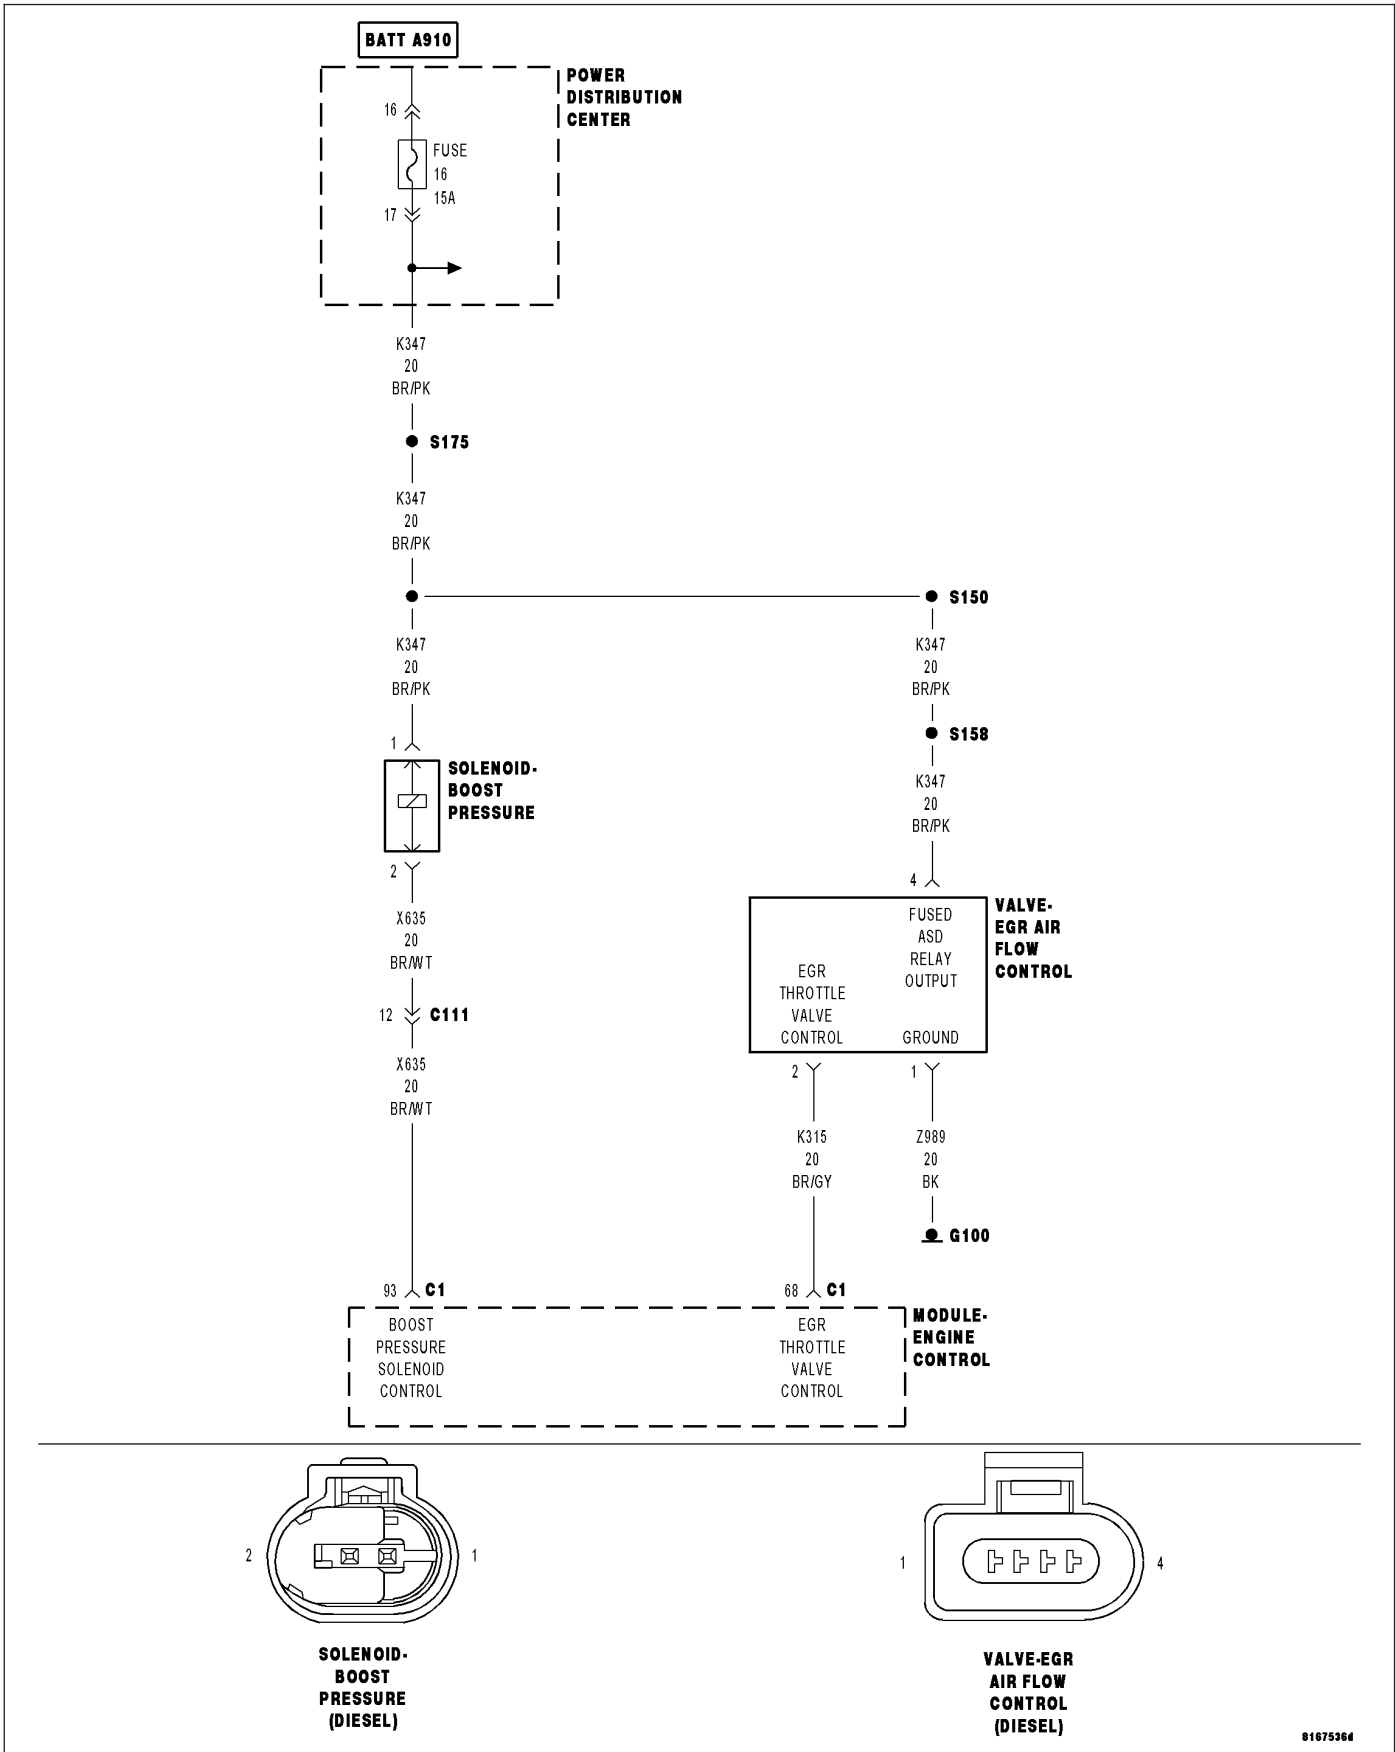 BATT A910
POWER
DISTRIBUTION
CENTER
16
FUSE
16
15A
17
K347
20
BR/PK
S175
K347
20
BR/PK
S150
K347
20
BR/PK
K347
20
BR/PK
S158
1
SOLENOID-
BOOST
PRESSURE
K347
20
BR/PK
2
4
X635
20
BR/WT
FUSED
ASD
RELAY
OUTPUT
VALVE-
EGR AIR
FLOW
CONTROL
EGR
THROTTLE
VALVE
CONTROL
GROUND
12
C111
X635
20
BR/WT
2
1
K315
20
BR/GY
Z989
20
BK
G100
93
C1
68
C1
BOOST
PRESSURE
SOLENOID
CONTROL
EGR
THROTTLE
VALVE
CONTROL
MODULE-
ENGINE
CONTROL
2
1
1
4
SOLENOID-
BOOST
PRESSURE
(DIESEL)
VALVE-EGR
AIR FLOW
CONTROL
(DIESEL)
8167536d